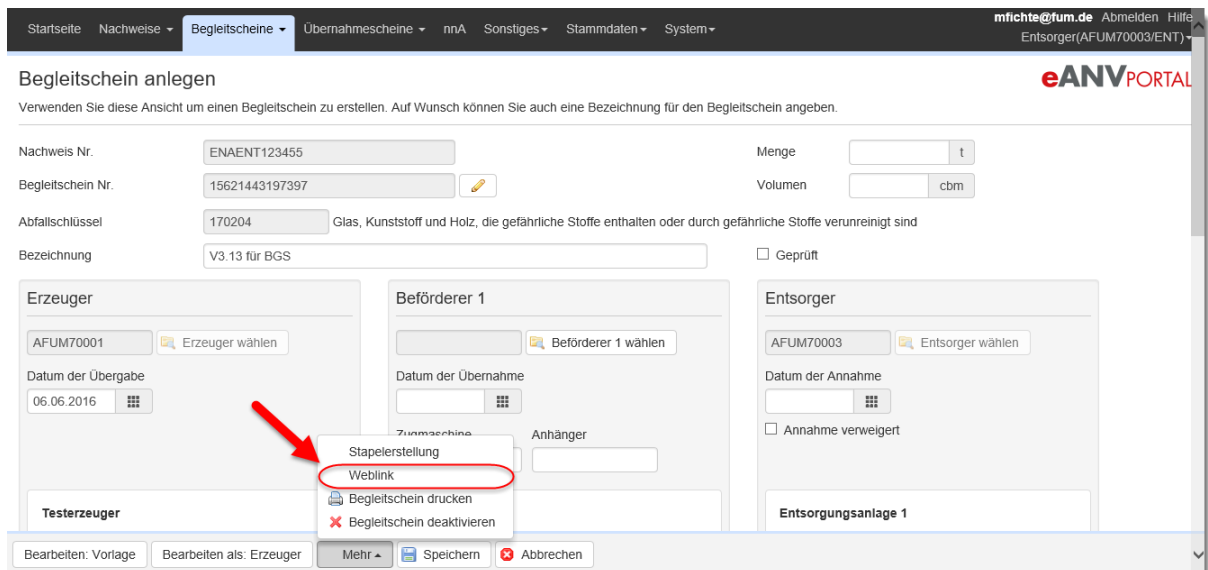 mfichte@fum.de Abmelden Hilfe
Startseite Nachweise Begleitscheine Übernahmescheine nnA Sonstiges Stammdaten System
Entsorger(AFUM70003/ENT)
Begleitschein anlegen
eANVPORTAL
Verwenden Sie diese Ansicht um einen Begleitschein zu erstellen. Auf Wunsch können Sie auch eine Bezeichnung für den Begleitschein angeben.
Nachweis Nr. ENAENT123455 Menge t
Begleitschein Nr. 15621443197397 Volumen cbm
Abfallschlüssel 170204 Glas, Kunststoff und Holz, die gefährliche Stoffe enthalten oder durch gefährliche Stoffe verunreinigt sind
Bezeichnung V3.13 für BGS Geprüft
Erzeuger Beförderer 1 Entsorger
AFUM70001 Erzeuger wählen Beförderer 1 wählen AFUM70003 Entsorger wählen
Datum der Übergabe Datum der Übernahme Datum der Annahme
06.06.2016
Zugmaschine Anhänger Annahme verweigert
Stapelerstellung
Weblink
Begleitschein drucken
Testerzeuger Entsorgungsanlage 1
Begleitschein deaktivieren
Bearbeiten: Vorlage Bearbeiten als: Erzeuger Mehr Speichern Abbrechen